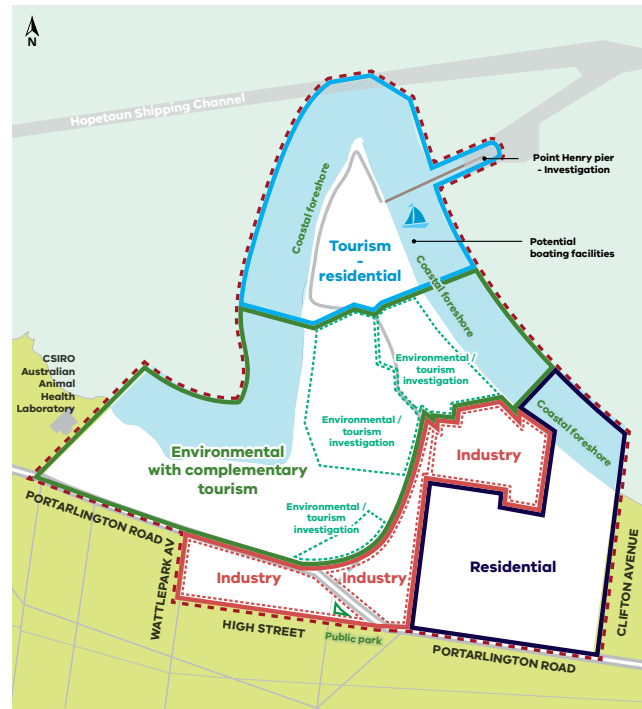 N
Hopetoun Shipping Channel
Point Henry pier
- Investigation
Coastal foreshore
Tourism
-
residential
Potential
boating facilities
Coastal foreshore
CSIRO
Australian
Animal
Health
Laboratory
Environmental /
tourism
investigation
Environmental /
tourism
investigation
Coastal foreshore
Environmental
with complementary
tourism
Industry
Environmental /
tourism
investigation
PORTARLINGTON ROAD
WATTLEPARK AV
Industry
Industry
Residential
CLIFTON AVENUE
HIGH STREET
Public park
PORTARLINGTON ROAD